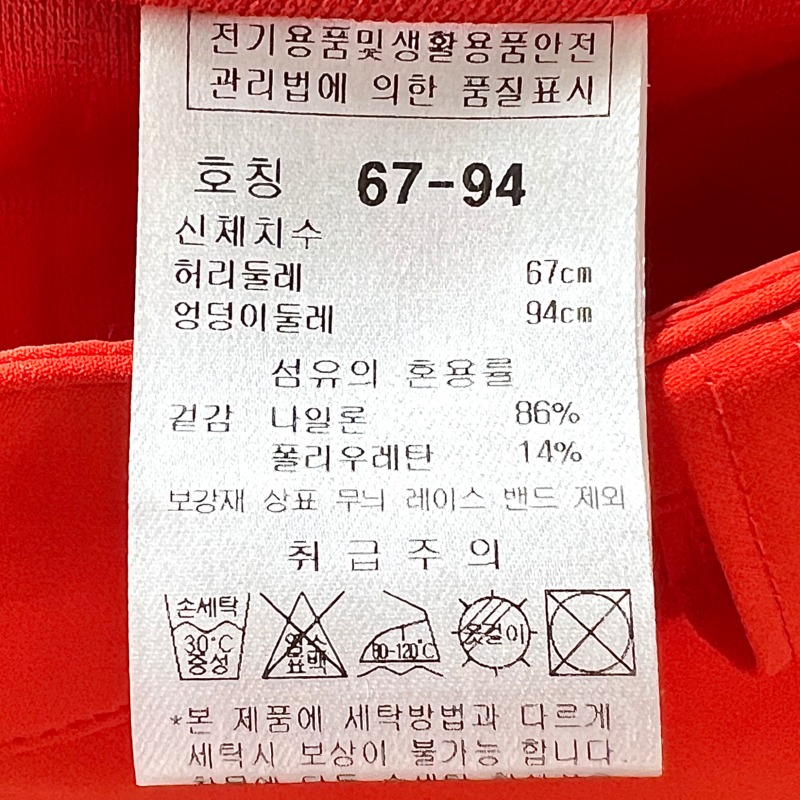 전기용품및생활용품안전
관리법에 의한 품질표시
호칭 67-94
신체치수
허리둘레 67cm
엉덩이둘레 94cm
섬유의 혼용률
겉감 나일론 86%
폴리우레탄 14%
보강재 상표 무늬 레이스 밴드 제외
취급주의
손세탁 30°C 중성
염소 표백
80-120°C
옷걸이
*본 제품에 세탁방법과 다르게
세탁시 보상이 불가능 합니다.